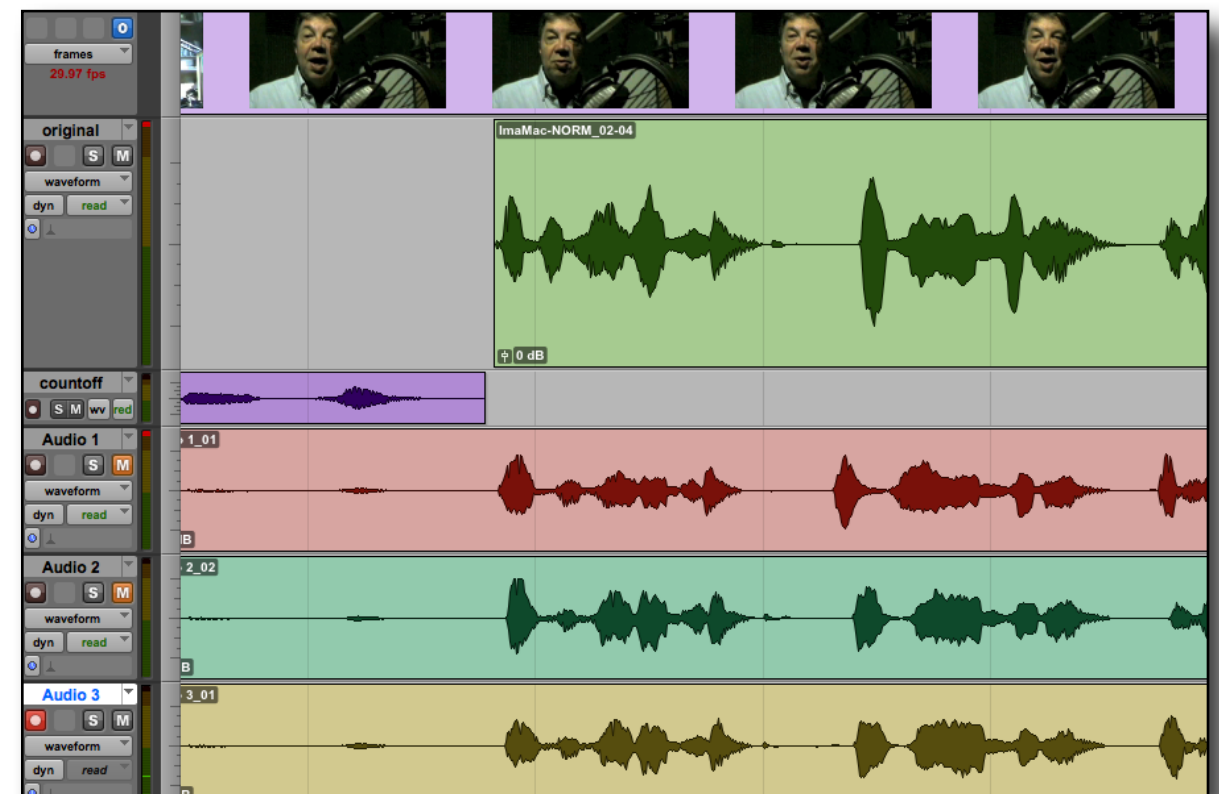 0
frames
29.97 fps
original
S M
waveform
dyn read
ImaMac-NORM_02-04
0 dB
countoff
S M wv red
Audio 1
S M
waveform
dyn read
1_01
B
Audio 2
S M
waveform
dyn read
2_02
B
Audio 3
S M
waveform
dyn read
3_01